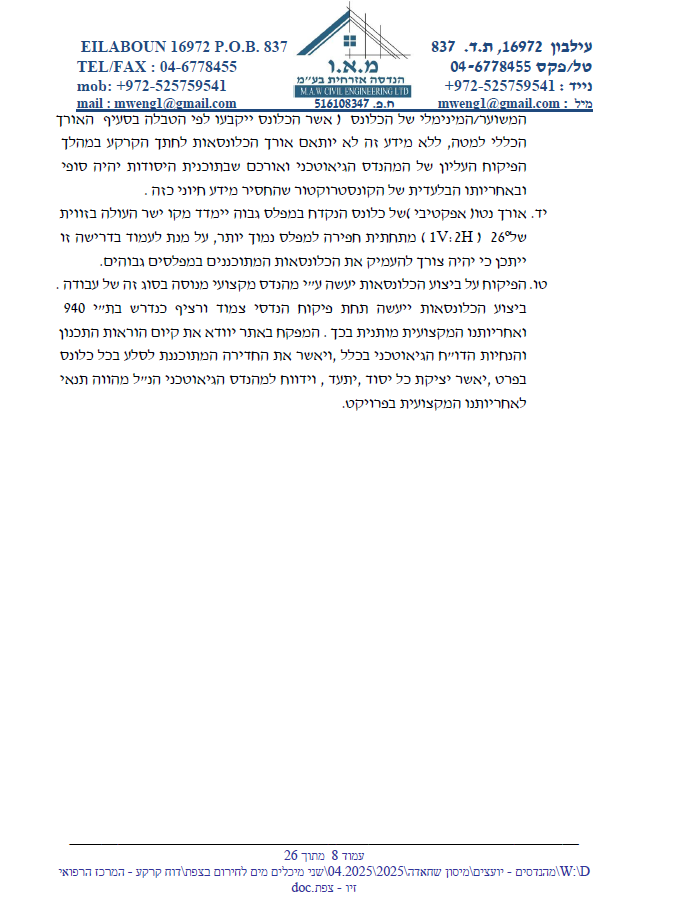 עילבון 16972, ת.ד. 837
טל/פקס 04-6778455
נייד : +972-525759541
מיל : mweng1@gmail.com
מ.א.ו
הנדסה אזרחית בע״מ
M.A.W CIVIL ENGINEERING LTD
ח.פ. 516108347
EILABOUN 16972 P.O.B. 837
TEL/FAX : 04-6778455
mob: +972-525759541
mail : mweng1@gmail.com
המשוער/המינימלי של הכלונס ( אשר הכלונס ייקבעו לפי הטבלה בסעיף האורך
הכללי למטה, ללא מידע זה לא יותאם אורך הכלונסאות לחתך הקרקע במהלך
הפיקוח העליון של המהנדס הגיאוטכני ואורכם שבתוכנית היסודות יהיה סופי
ובאחריותו הבלעדית של הקונסטרוקטור שהחסיר מידע חיוני כזה .
יד. אורך נטו( אפקטיבי )של כלונס הנקדח במפלס גבוה יימדד מקו ישר העולה בזווית
של26° ( 1V:2H ) מתחתית חפירה למפלס נמוך יותר, על מנת לעמוד בדרישה זו
ייתכן כי יהיה צורך להעמיק את הכלונסאות המתוכננים במפלסים גבוהים.
טו. הפיקוח על ביצוע הכלונסאות יעשה ע״י מהנדס מקצועי מנוסה בסוג זה של עבודה .
ביצוע הכלונסאות ייעשה תחת פיקוח הנדסי צמוד ורציף כנדרש בת״י 940
ואחריותנו המקצועית מותנית בכך . המפקח באתר יוודא את קיום הוראות התכנון
והנחיות הדו״ח הגיאוטכני בכלל ,ויאשר את החדירה המתוכננת לסלע בכל כלונס
בפרט ,יאשר יציקת כל יסוד ,יתעד , וידווח למהנדס הגיאוטכני הנ״ל מהווה תנאי
לאחריותנו המקצועית בפרויקט.
עמוד 8 מתוך 26
W:\D\מהנדסים - יועצים\מיסון שחאדה\2025\04.2025\שני מיכלים מים לחירום בצפת\דוח קרקע - המרכז הרפואי
זיו - צפת.doc